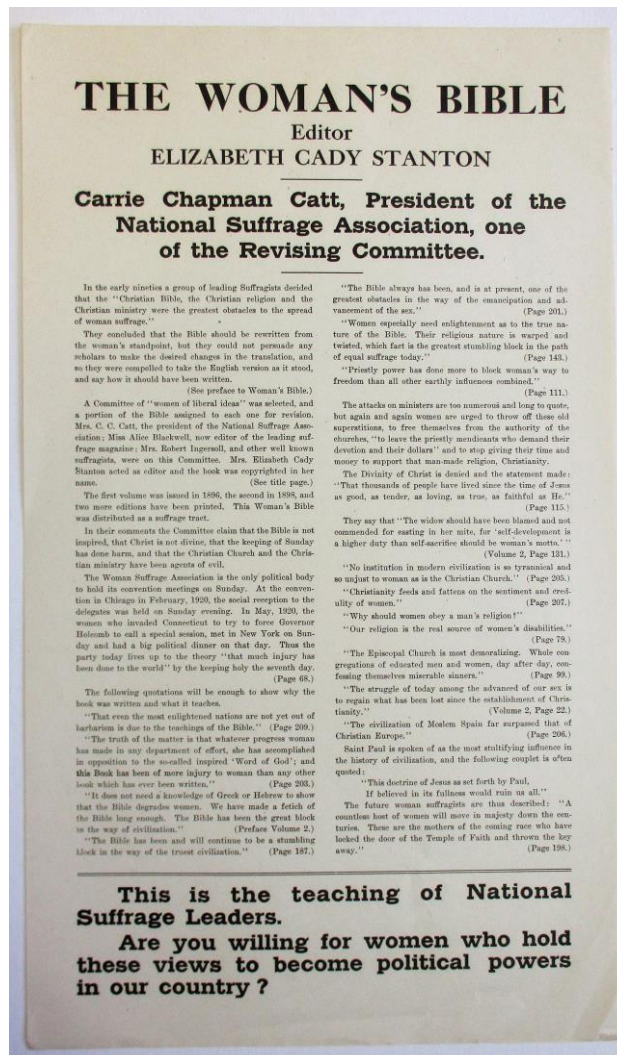 THE WOMAN'S BIBLE
Editor
ELIZABETH CADY STANTON
Carrie Chapman Catt, President of the
National Suffrage Association, one
of the Revising Committee.
In the early nineties a group of leading Suffragists decided
that the "Christian Bible, the Christian religion and the
Christian ministry were the greatest obstacles to the spread
of woman suffrage."
They concluded that the Bible should be rewritten from
the woman's standpoint, but they could not persuade any
scholars to make the desired changes in the translation, and
so they were compelled to take the English version as it stood,
and say how it should have been written.
(See preface to Woman's Bible.)
A Committee of "women of liberal ideas" was selected, and
a portion of the Bible assigned to each one for revision.
Mrs. C. C. Catt, the president of the National Suffrage Asso-
ciation; Miss Alice Blackwell, now editor of the leading suf-
frage magazine; Mrs. Robert Ingersoll, and other well known
suffragists, were on this Committee. Mrs. Elizabeth Cady
Stanton acted as editor and the book was copyrighted in her
name. (See title page.)
The first volume was issued in 1896, the second in 1898, and
two more editions have been printed. This Woman's Bible
was distributed as a suffrage tract.
In their comments the Committee claim that the Bible is not
inspired, that Christ is not divine, that the keeping of Sunday
has done harm, and that the Christian Church and the Chris-
tian ministry have been agents of evil.
The Woman Suffrage Association is the only political body
to hold its convention meetings on Sunday. At the conven-
tion in Chicago in February, 1920, the social reception to the
delegates was held on Sunday evening. In May, 1920, the
women who invaded Connecticut to try to force Governor
Holcomb to call a special session, met in New York on Sun-
day and had a big political dinner on that day. Thus the
party today lives up to the theory "that much injury has
been done to the world" by the keeping holy the seventh day.
(Page 68.)
The following quotations will be enough to show why the
book was written and what it teaches.
"That even the most enlightened nations are not yet out of
barbarism is due to the teachings of the Bible." (Page 209.)
"The truth of the matter is that whatever progress woman
has made in any department of effort, she has accomplished
in opposition to the so-called inspired 'Word of God'; and
this Book has been of more injury to woman than any other
book which has ever been written." (Page 203.)
"It does not need a knowledge of Greek or Hebrew to show
that the Bible degrades women. We have made a fetich of
the Bible long enough. The Bible has been the great block
in the way of civilization." (Preface Volume 2.)
"The Bible has been and will continue to be a stumbling
block in the way of the truest civilization." (Page 187.)
"The Bible always has been, and is at present, one of the
greatest obstacles in the way of the emancipation and ad-
vancement of the sex." (Page 201.)
"Women especially need enlightenment as to the true na-
ture of the Bible. Their religious nature is warped and
twisted, which fact is the greatest stumbling block in the path
of equal suffrage today." (Page 143.)
"Priestly power has done more to block woman's way to
freedom than all other earthly influences combined."
(Page 111.)
The attacks on ministers are too numerous and long to quote,
but again and again women are urged to throw off these old
superstitions, to free themselves from the authority of the
churches, "to leave the priestly mendicants who demand their
devotion and their dollars" and to stop giving their time and
money to support that man-made religion, Christianity.
The Divinity of Christ is denied and the statement made:
"That thousands of people have lived since the time of Jesus
as good, as tender, as loving, as true, as faithful as He."
(Page 115.)
They say that "The widow should have been blamed and not
commended for casting in her mite, for 'self-development is
a higher duty than self-sacrifice should be woman's motto.'"
(Volume 2, Page 131.)
"No institution in modern civilization is so tyrannical and
so unjust to woman as is the Christian Church." (Page 205.)
"Christianity feeds and fattens on the sentiment and cred-
ulity of women." (Page 207.)
"Why should women obey a man's religion?"
"Our religion is the real source of women's disabilities."
(Page 79.)
"The Episcopal Church is most demoralizing. Whole con-
gregations of educated men and women, day after day, con-
fessing themselves miserable sinners." (Page 99.)
"The struggle of today among the advanced of our sex is
to regain what has been lost since the establishment of Chris-
tianity." (Volume 2, Page 22.)
"The civilization of Moslem Spain far surpassed that of
Christian Europe." (Page 206.)
Saint Paul is spoken of as the most stultifying influence in
the history of civilization, and the following couplet is often
quoted:
"This doctrine of Jesus as set forth by Paul,
If believed in its fullness would ruin us all."
The future woman suffragists are thus described: "A
countless host of women will move in majesty down the cen-
turies. These are the mothers of the coming race who have
locked the door of the Temple of Faith and thrown the key
away." (Page 198.)
This is the teaching of National
Suffrage Leaders.
Are you willing for women who hold
these views to become political powers
in our country?